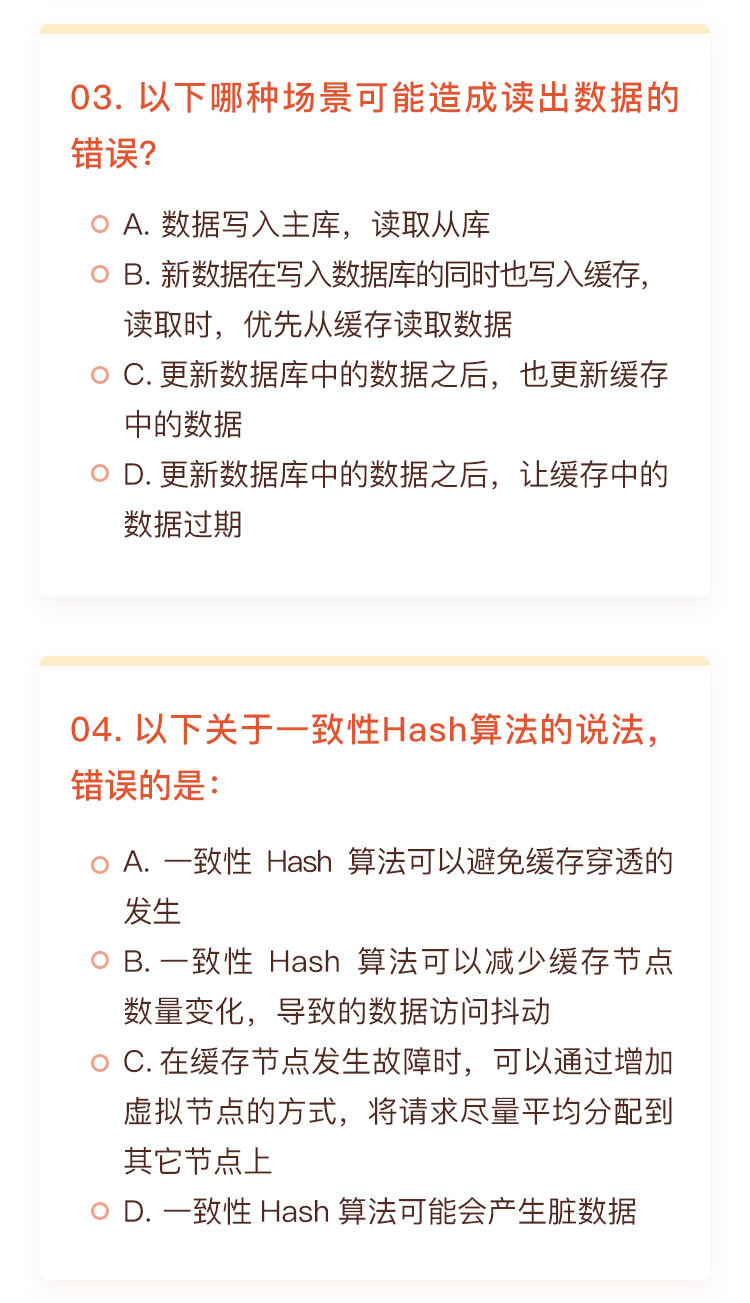 03. 以下哪种场景可能造成读出数据的
错误?
A. 数据写入主库，读取从库
B. 新数据在写入数据库的同时也写入缓存,
读取时，优先从缓存读取数据
C. 更新数据库中的数据之后，也更新缓存
中的数据
D. 更新数据库中的数据之后，让缓存中的
数据过期
04. 以下关于一致性Hash算法的说法，
错误的是：
A. 一致性 Hash 算法可以避免缓存穿透的
发生
B. 一致性 Hash 算法可以减少缓存节点
数量变化，导致的数据访问抖动
C. 在缓存节点发生故障时，可以通过增加
虚拟节点的方式，将请求尽量平均分配到
其它节点上
D. 一致性 Hash 算法可能会产生脏数据